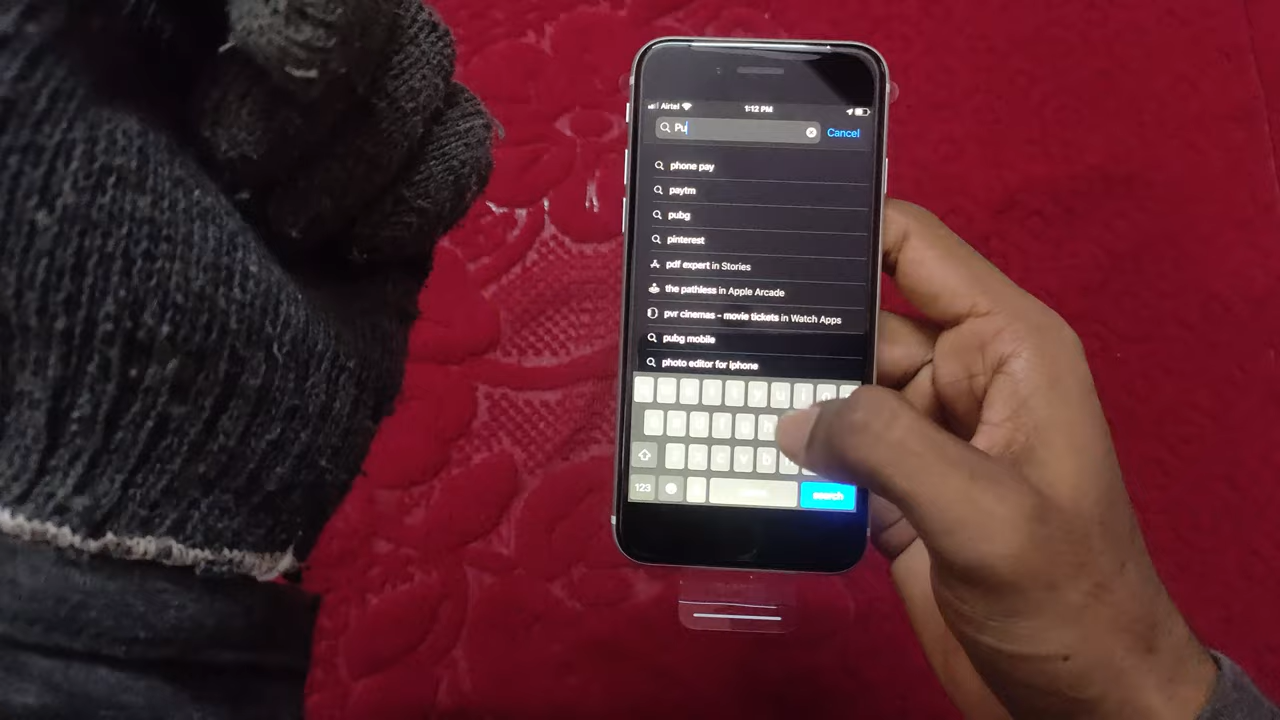 Airtel 1:12 PM
Pu Cancel
phone pay
paytm
pubg
pinterest
pdf expert in Stories
the pathless in Apple Arcade
pvr cinemas - movie tickets in Watch Apps
pubg mobile
photo editor for iphone
y u i
c v b
123 search